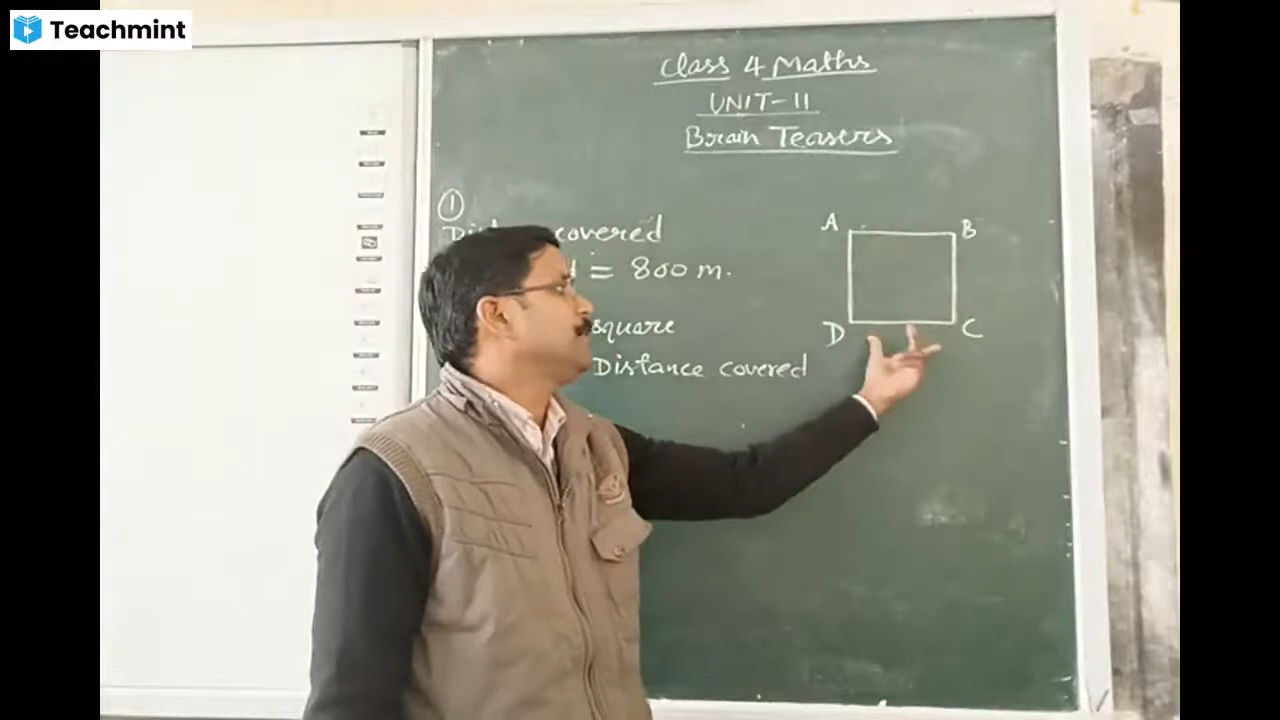 Teachmint
Class 4 Maths
UNIT-11
Brain Teasers
1
covered
= 800 m.
square
Distance covered
A B
D C